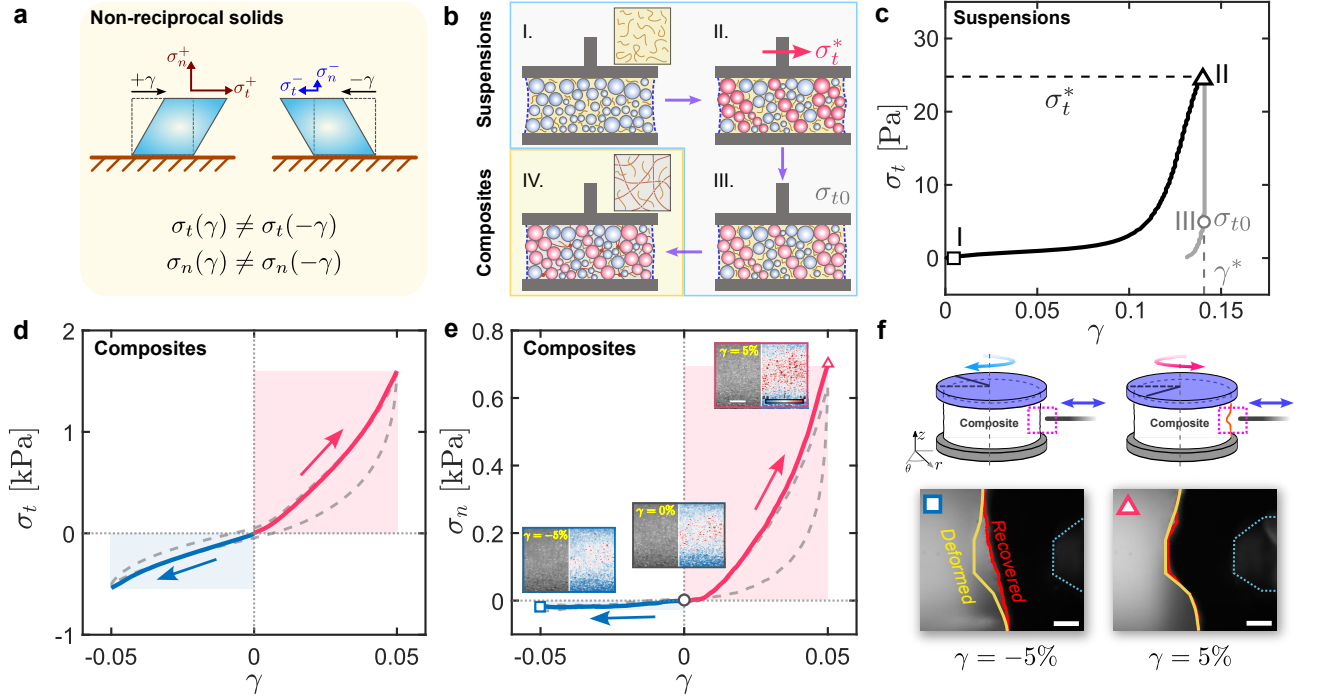 a
Non-reciprocal solids
σₙ⁺
+γ
σₜ⁺
σₙ⁻
σₜ⁻
−γ
σₜ(γ) ≠ σₜ(−γ)
σₙ(γ) ≠ σₙ(−γ)
b
Suspensions
Composites
I.
II.
σₜ*
IV.
III.
σₜ₀
c
Suspensions
σₜ [Pa]
30
20
10
0
σₜ*
II
III
σₜ₀
I
γ*
0
0.05
0.10
0.15
γ
d
Composites
σₜ [kPa]
2
1
0
-1
-0.05
0
0.05
γ
e
Composites
σₙ [kPa]
0.8
0.6
0.4
0.2
0
γ = 5%
γ = 0%
γ = −5%
-0.05
0
0.05
γ
f
Composite
Composite
z
θ
r
Deformed
Recovered
γ = −5%
γ = 5%